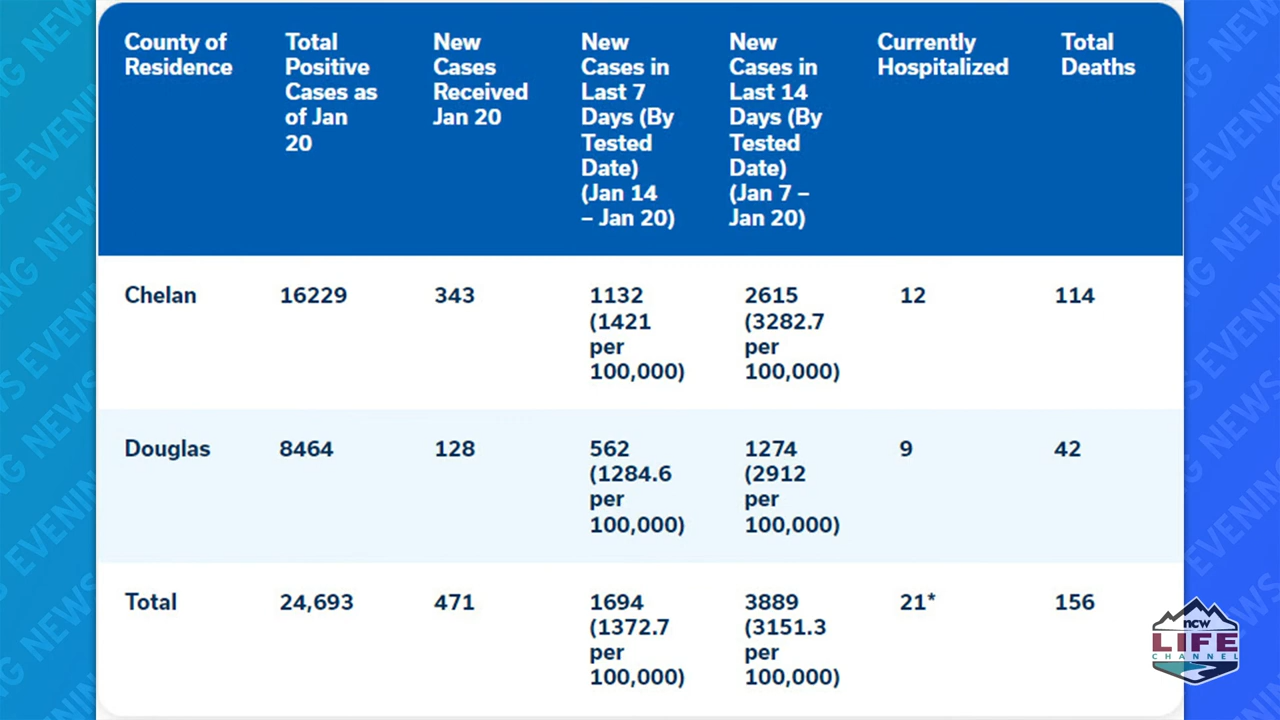 County of Residence
Total Positive Cases as of Jan 20
New Cases Received Jan 20
New Cases in Last 7 Days (By Tested Date) (Jan 14 – Jan 20)
New Cases in Last 14 Days (By Tested Date) (Jan 7 – Jan 20)
Currently Hospitalized
Total Deaths
Chelan
16229
343
1132 (1421 per 100,000)
2615 (3282.7 per 100,000)
12
114
Douglas
8464
128
562 (1284.6 per 100,000)
1274 (2912 per 100,000)
9
42
Total
24,693
471
1694 (1372.7 per 100,000)
3889 (3151.3 per 100,000)
21*
156
ncw
LIFE
CHANNEL
EVENING NEWS
EVENING NEWS